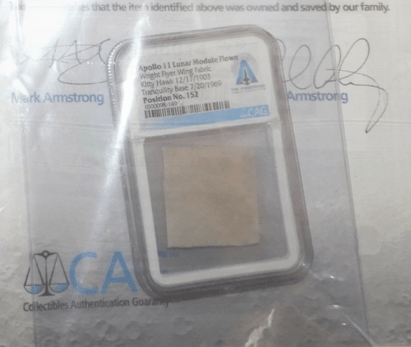 that the item identified above was owned and saved by our family.
Apollo 11 Lunar Module Flown
Wright Flyer Wing Fabric
Kitty Hawk 12/17/1903
Tranquility Base 7/20/1969
Position No. 152
CAG
Mark Armstrong
Armstrong
CA
Collectibles Authentication Guaranty